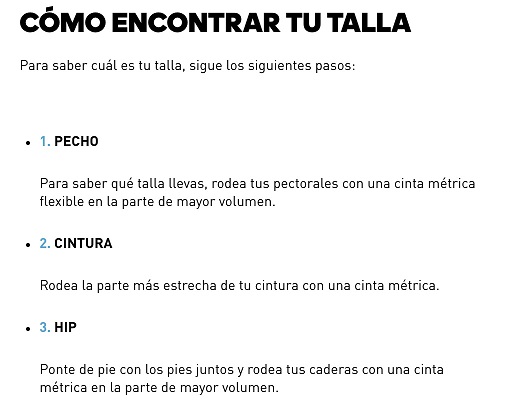 CÓMO ENCONTRAR TU TALLA
Para saber cuál es tu talla, sigue los siguientes pasos:
• 1. PECHO
Para saber qué talla llevas, rodea tus pectorales con una cinta métrica
flexible en la parte de mayor volumen.
• 2. CINTURA
Rodea la parte más estrecha de tu cintura con una cinta métrica.
• 3. HIP
Ponte de pie con los pies juntos y rodea tus caderas con una cinta
métrica en la parte de mayor volumen.